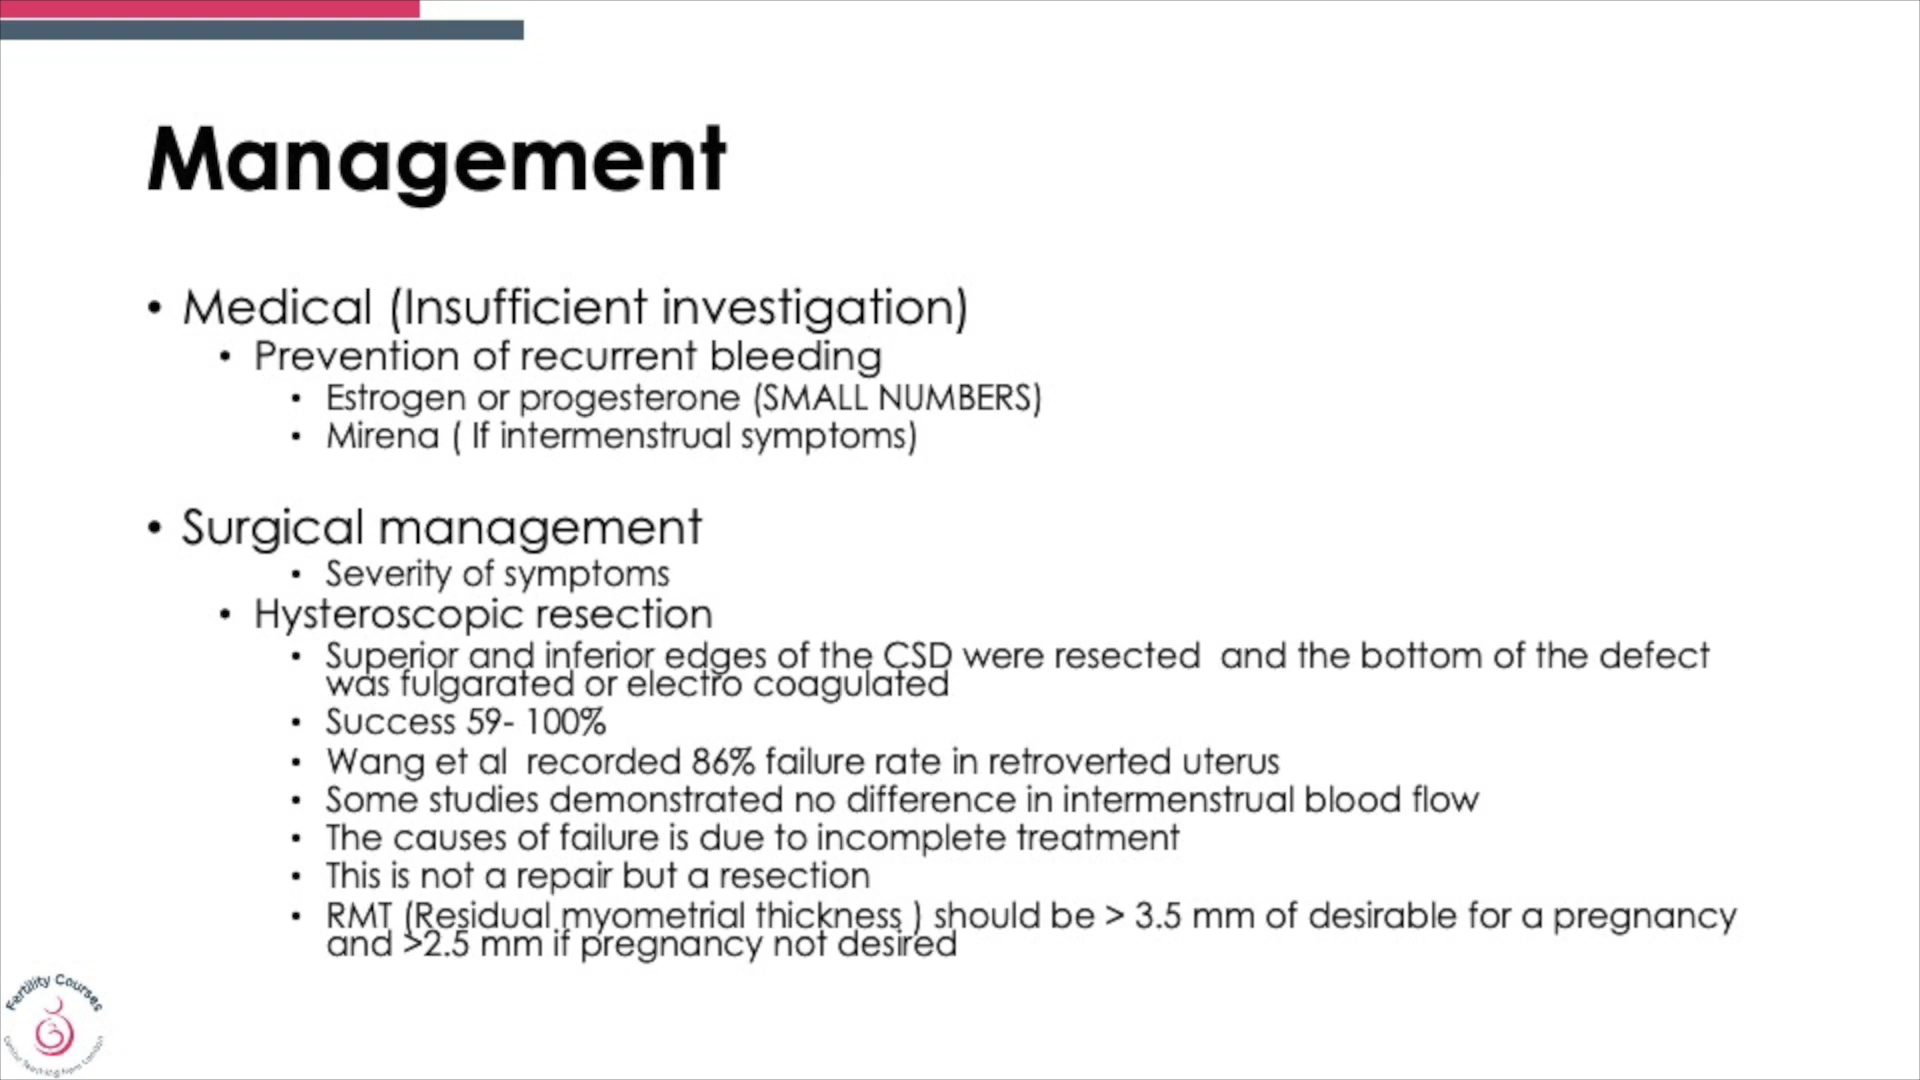 Management
• Medical (Insufficient investigation)
• Prevention of recurrent bleeding
• Estrogen or progesterone (SMALL NUMBERS)
• Mirena ( If intermenstrual symptoms)
• Surgical management
• Severity of symptoms
• Hysteroscopic resection
• Superior and inferior edges of the CSD were resected  and the bottom of the defect
was fulgarated or electro coagulated
• Success 59- 100%
• Wang et al  recorded 86% failure rate in retroverted uterus
• Some studies demonstrated no difference in intermenstrual blood flow
• The causes of failure is due to incomplete treatment
• This is not a repair but a resection
• RMT (Residual myometrial thickness ) should be > 3.5 mm of desirable for a pregnancy
and >2.5 mm if pregnancy not desired
Fertility Courses